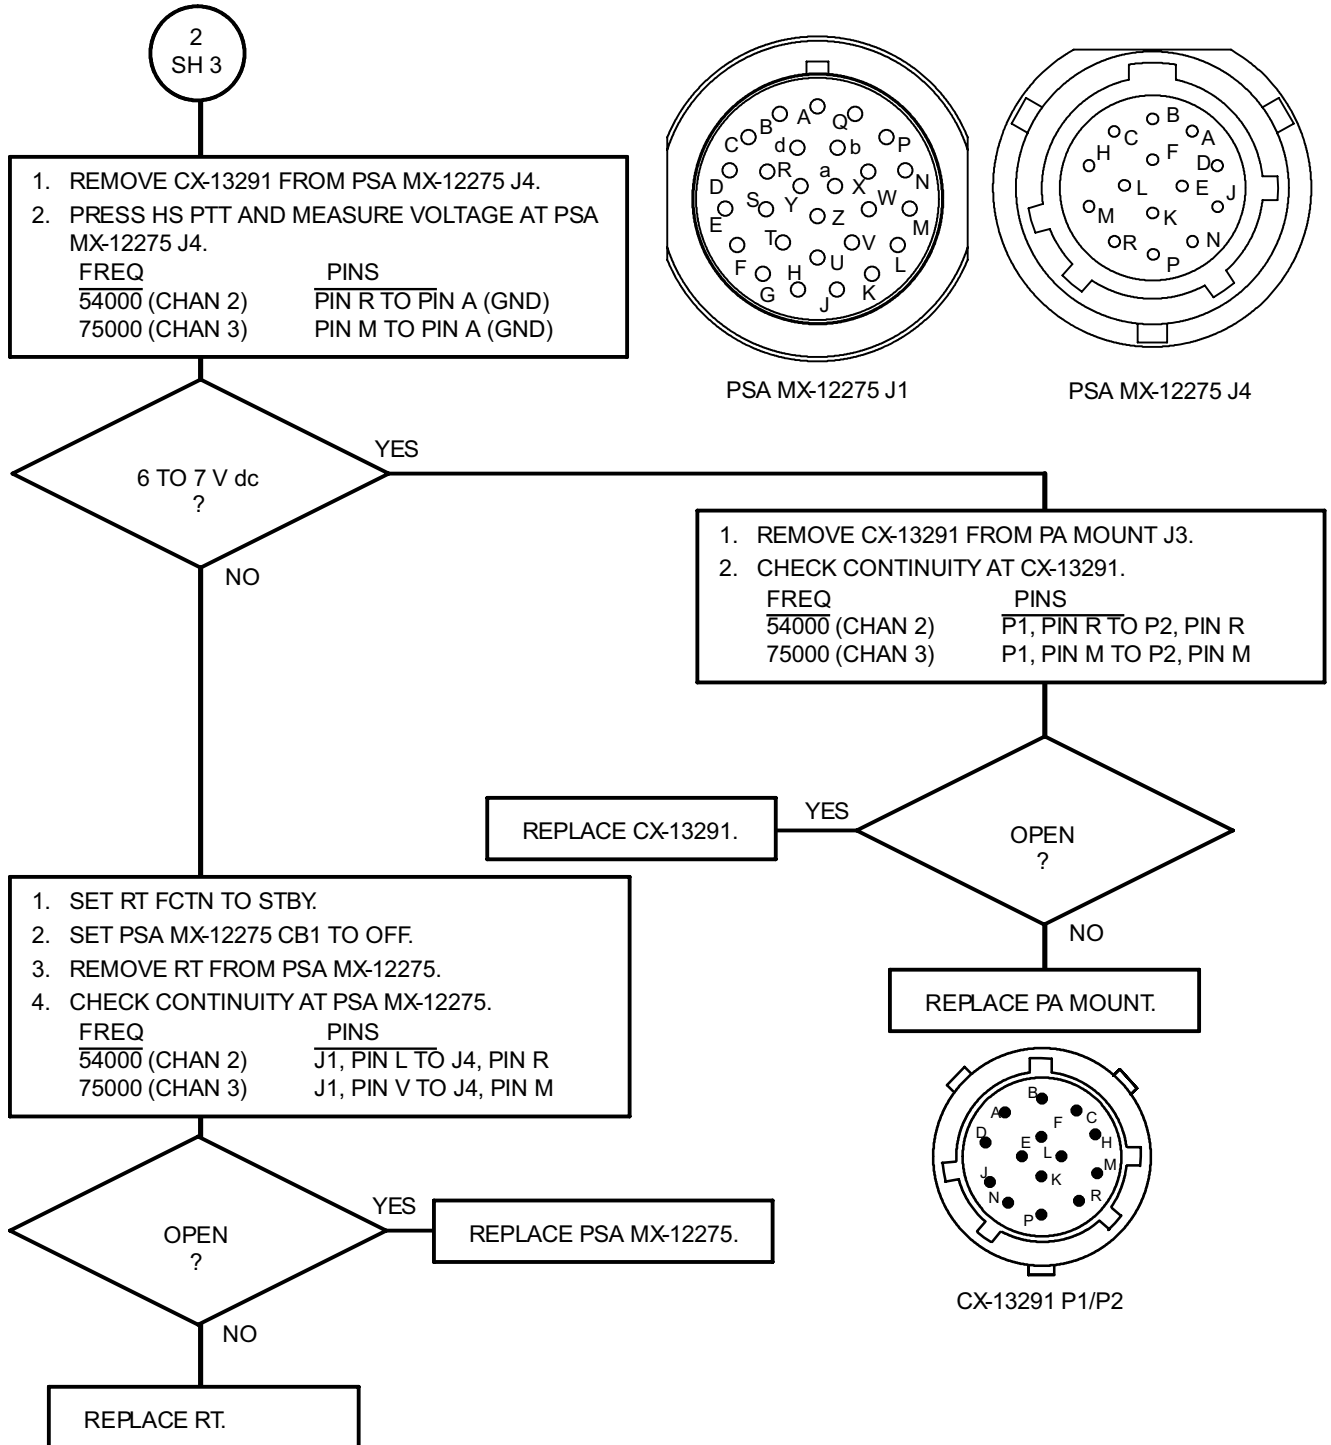 2
SH 3
1. REMOVE CX-13291 FROM PSA MX-12275 J4.
2. PRESS HS PTT AND MEASURE VOLTAGE AT PSA
MX-12275 J4.
FREQ PINS
54000 (CHAN 2) PIN R TO PIN A (GND)
75000 (CHAN 3) PIN M TO PIN A (GND)
A
B
Q
C
P
d
b
D
R
a
X
N
E
S
Y
Z
W
M
F
T
U
V
L
G
H
J
K
PSA MX-12275 J1
B
C
A
H
F
D
L
E
J
M
K
R
N
P
PSA MX-12275 J4
6 TO 7 V dc
?
YES
NO
1. REMOVE CX-13291 FROM PA MOUNT J3.
2. CHECK CONTINUITY AT CX-13291.
FREQ PINS
54000 (CHAN 2) P1, PIN R TO P2, PIN R
75000 (CHAN 3) P1, PIN M TO P2, PIN M
OPEN
?
YES
REPLACE CX-13291.
NO
REPLACE PA MOUNT.
1. SET RT FCTN TO STBY.
2. SET PSA MX-12275 CB1 TO OFF.
3. REMOVE RT FROM PSA MX-12275.
4. CHECK CONTINUITY AT PSA MX-12275.
FREQ PINS
54000 (CHAN 2) J1, PIN L TO J4, PIN R
75000 (CHAN 3) J1, PIN V TO J4, PIN M
B
A
F
C
D
E
L
H
J
K
M
N
P
R
CX-13291 P1/P2
OPEN
?
YES
REPLACE PSA MX-12275.
NO
REPLACE RT.